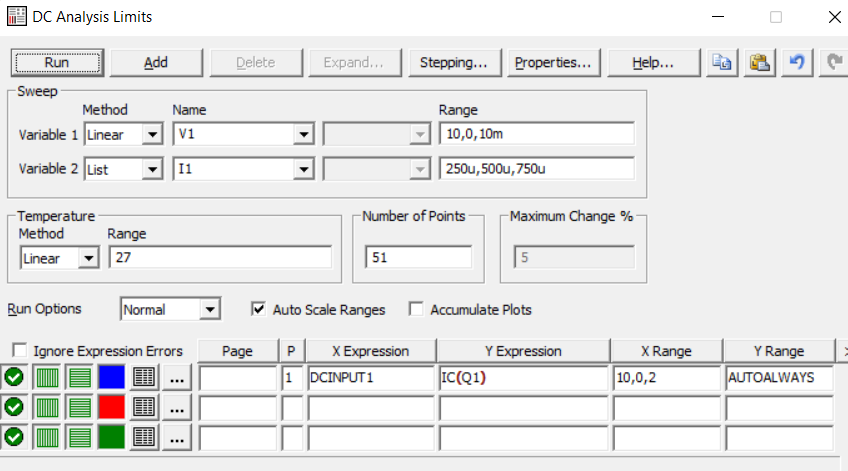 DC Analysis Limits
Run Add Delete Expand... Stepping... Properties... Help...
Sweep
Method Name Range
Variable 1 Linear V1 10,0,10m
Variable 2 List I1 250u,500u,750u
Temperature Number of Points Maximum Change %
Method Range
Linear 27 51 5
Run Options Normal Auto Scale Ranges Accumulate Plots
Ignore Expression Errors Page P X Expression Y Expression X Range Y Range >
... 1 DCINPUT1 IC(Q1) 10,0,2 AUTOALWAYS
...
...